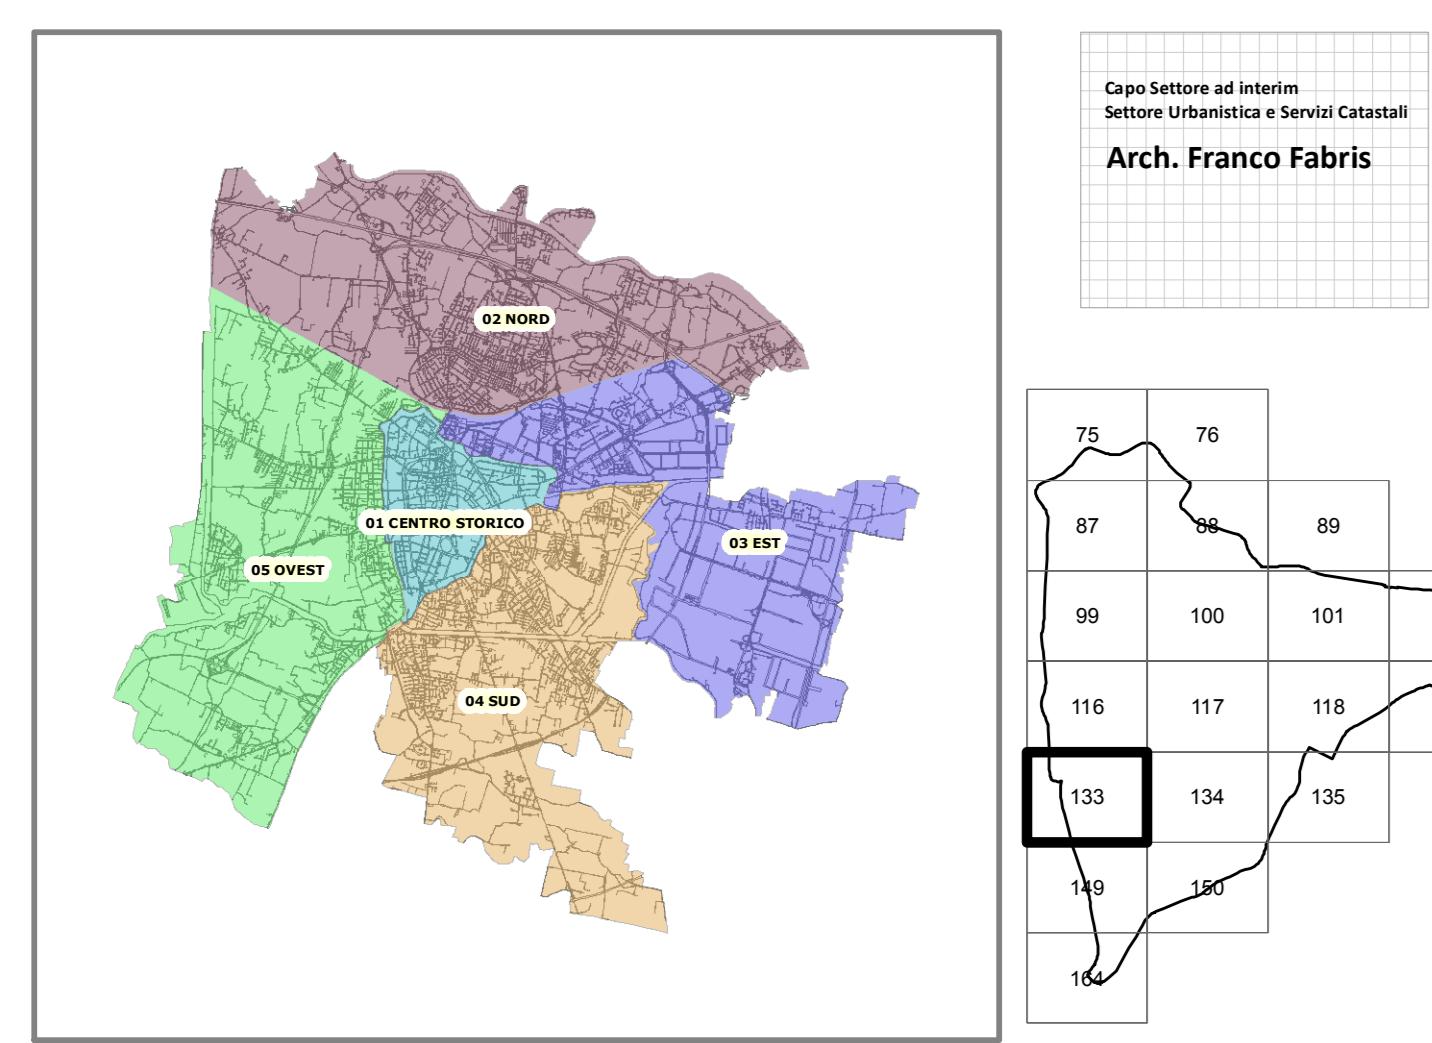 02 NORD
01 CENTRO STORICO
03 EST
05 OVEST
04 SUD
Capo Settore ad interim
Settore Urbanistica e Servizi Catastali
Arch. Franco Fabris
75 76
87 88 89
99 100 101
116 117 118
133 134 135
149 150
164